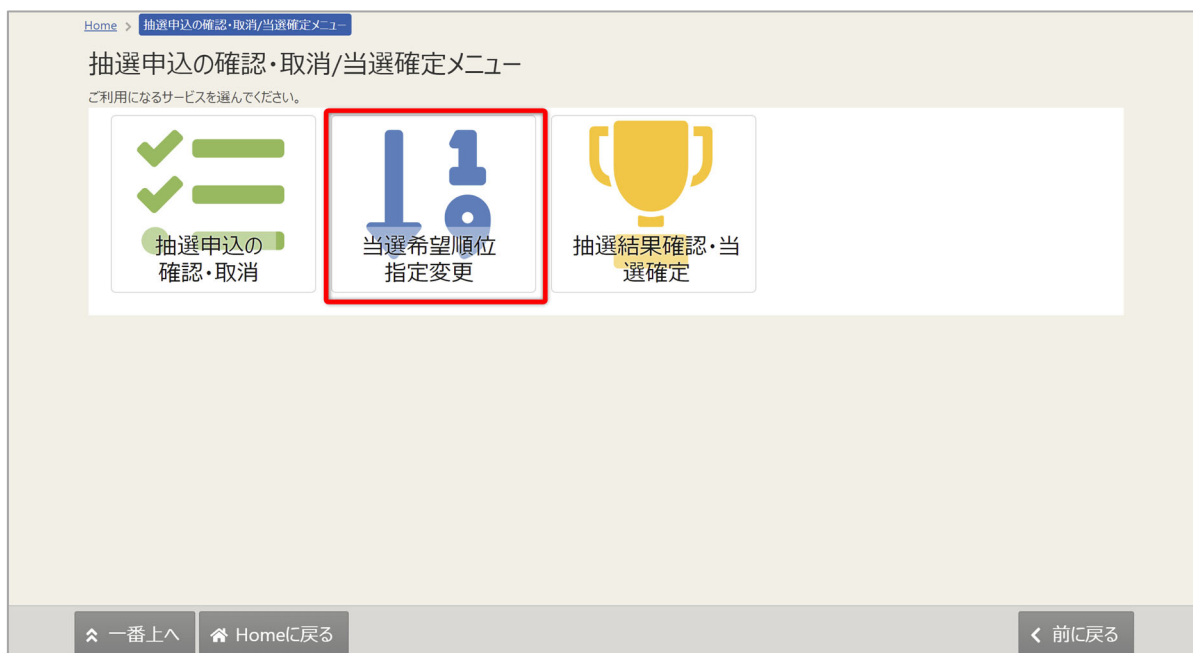 Home > 抽選申込の確認・取消/当選確定メニュー
抽選申込の確認・取消/当選確定メニュー
ご利用になるサービスを選んでください。
抽選申込の
確認・取消
当選希望順位
指定変更
抽選結果確認・当
選確定
一番上へ
Homeに戻る
前に戻る